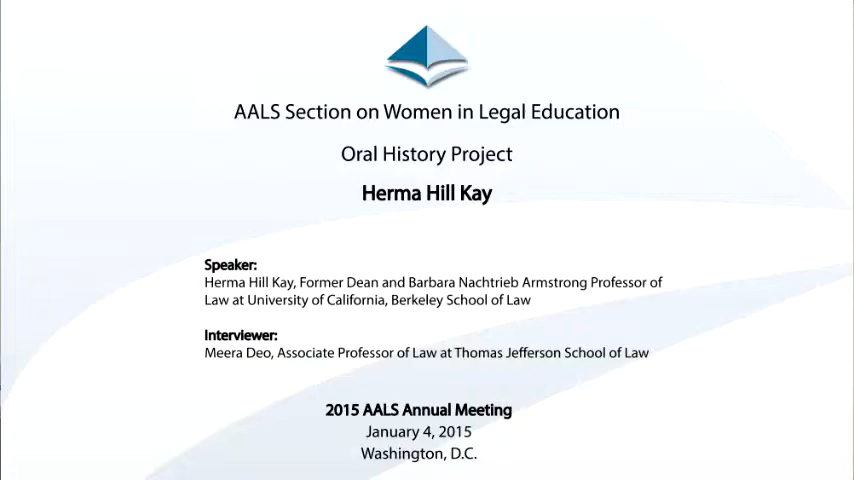 AALS Section on Women in Legal Education
Oral History Project
Herma Hill Kay
Speaker:
Herma Hill Kay, Former Dean and Barbara Nachtrieb Armstrong Professor of
Law at University of California, Berkeley School of Law
Interviewer:
Meera Deo, Associate Professor of Law at Thomas Jefferson School of Law
2015 AALS Annual Meeting
January 4, 2015
Washington, D.C.